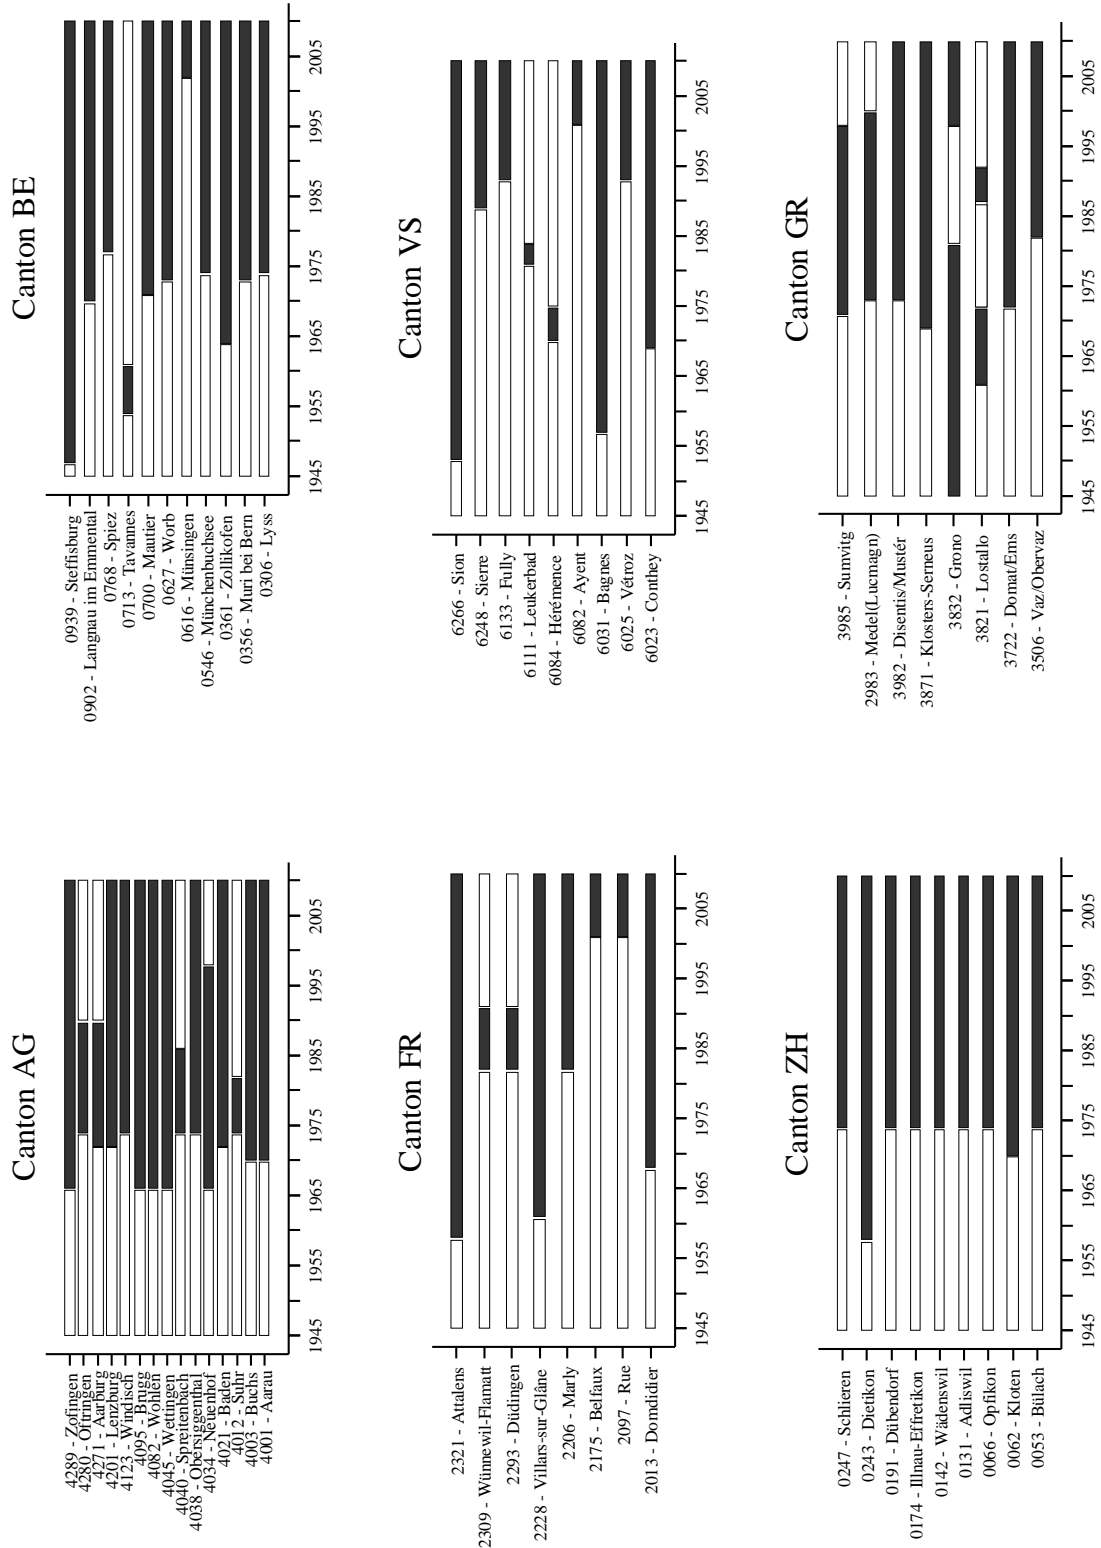 Canton AG
4289 - Zofingen
4280 - Oftringen
4271 - Aarburg
4201 - Lenzburg
4123 - Windisch
4095 - Brugg
4082 - Wohlen
4045 - Wettingen
4040 - Spreitenbach
4038 - Obersiggenthal
4034 - Neuenhof
4021 - Baden
4012 - Suhr
4003 - Buchs
4001 - Aarau
1945 1955 1965 1975 1985 1995 2005
Canton BE
0939 - Steffisburg
0902 - Langnau im Emmental
0768 - Spiez
0713 - Tavannes
0700 - Mautier
0627 - Worb
0616 - Münsingen
0546 - Münchenbuchsee
0361 - Zollikofen
0356 - Muri bei Bern
0306 - Lyss
1945 1955 1965 1975 1985 1995 2005
Canton FR
2321 - Attalens
2309 - Wünnewil-Flamatt
2293 - Düdingen
2228 - Villars-sur-Glâne
2206 - Marly
2175 - Belfaux
2097 - Rue
2013 - Domdidier
1945 1955 1965 1975 1985 1995 2005
Canton VS
6266 - Sion
6248 - Sierre
6133 - Fully
6111 - Leukerbad
6084 - Hérémence
6082 - Ayent
6031 - Bagnes
6025 - Vétroz
6023 - Conthey
1945 1955 1965 1975 1985 1995 2005
Canton ZH
0247 - Schlieren
0243 - Dietikon
0191 - Dübendorf
0174 - Illnau-Effretikon
0142 - Wädenswil
0131 - Adliswil
0066 - Opfikon
0062 - Kloten
0053 - Büllach
1945 1955 1965 1975 1985 1995 2005
Canton GR
3985 - Sumvitg
2983 - Medel(Lucmagn)
3982 - Disentis/Mustér
3871 - Klosters-Serneus
3832 - Grono
3821 - Lostallo
3722 - Domat/Ems
3506 - Vaz/Obervaz
1945 1955 1965 1975 1985 1995 2005